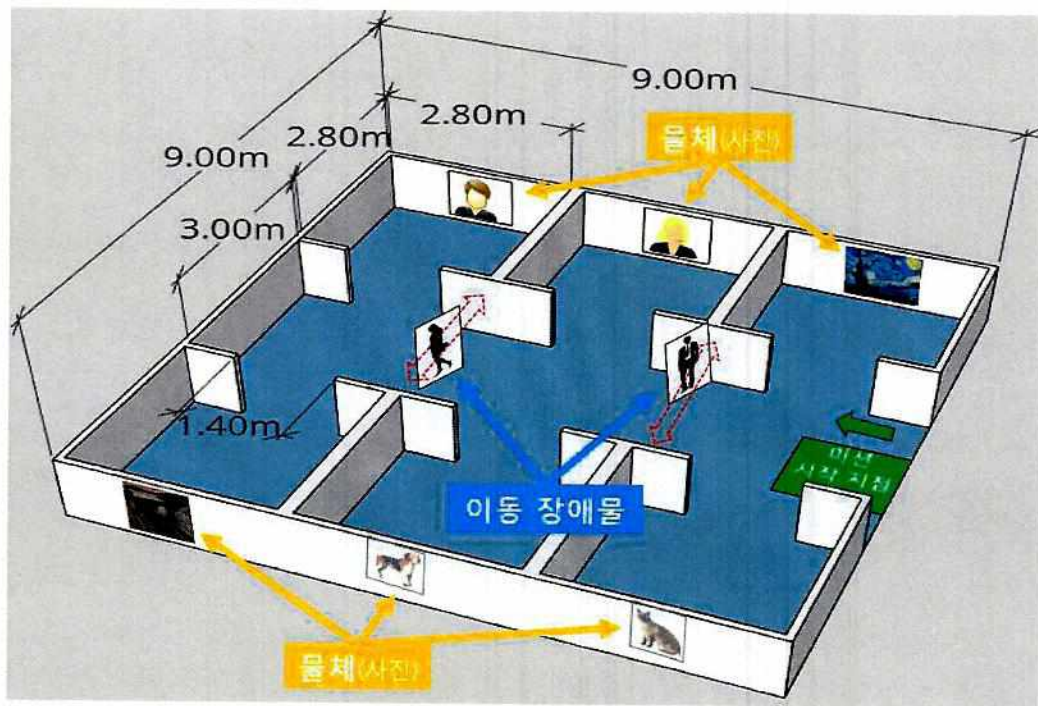 9.00m
2.80m
물체(사진)
2.80m
9.00m
3.00m
1.40m
미션
시작 지점
이동 장애물
물체(사진)